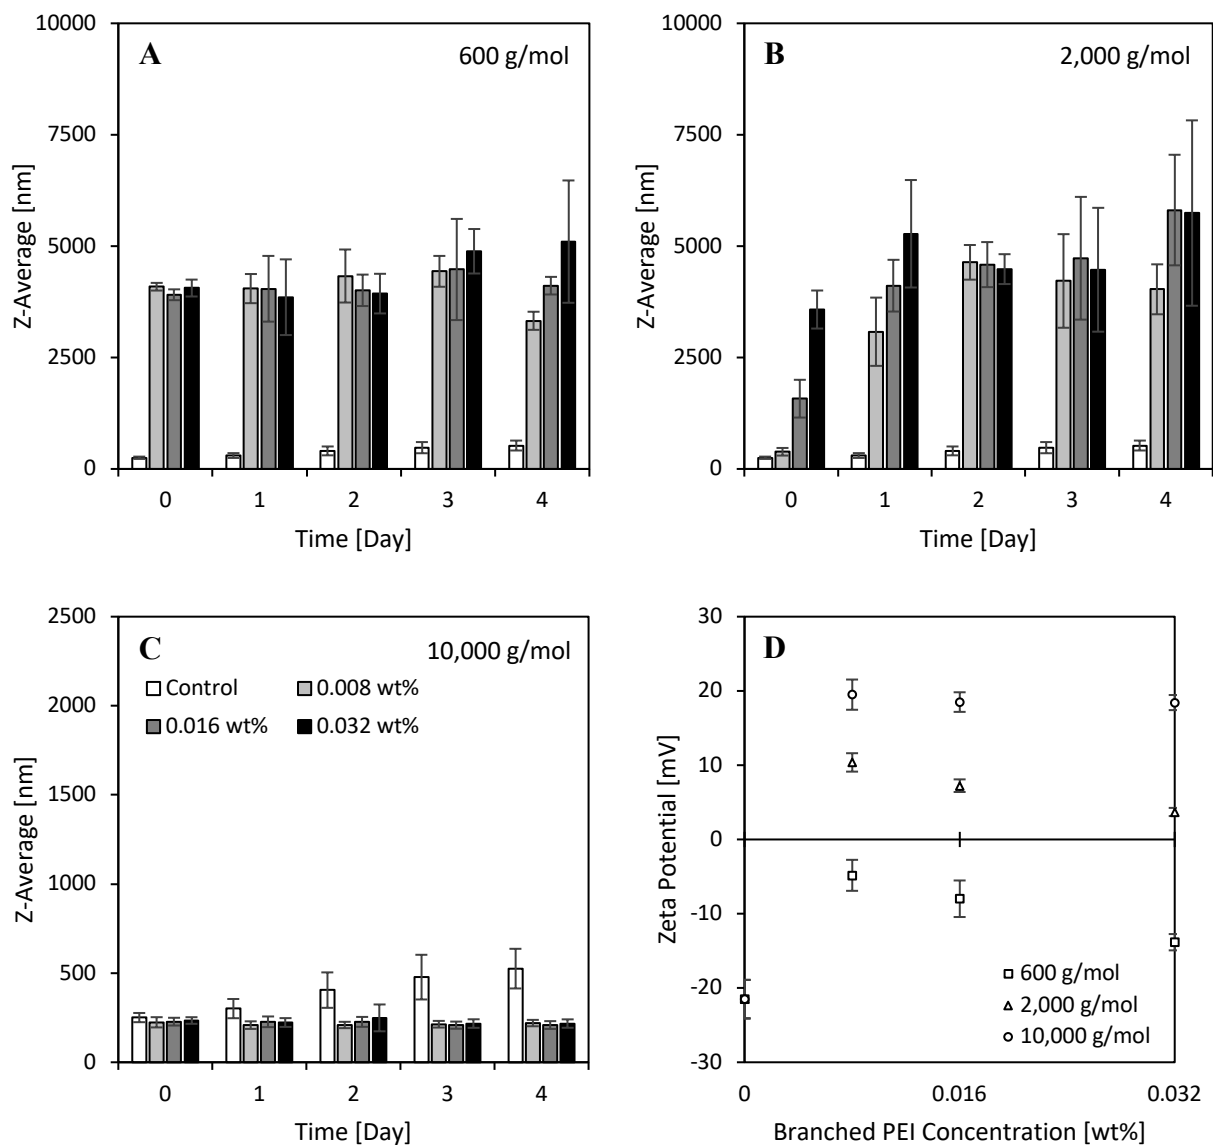 A
600 g/mol
10000
7500
5000
2500
0
Z-Average [nm]
0 1 2 3 4
Time [Day]
B
2,000 g/mol
10000
7500
5000
2500
0
Z-Average [nm]
0 1 2 3 4
Time [Day]
C
10,000 g/mol
Control
0.008 wt%
0.016 wt%
0.032 wt%
2500
2000
1500
1000
500
0
Z-Average [nm]
0 1 2 3 4
Time [Day]
D
30
20
10
0
-10
-20
-30
Zeta Potential [mV]
600 g/mol
2,000 g/mol
10,000 g/mol
0 0.016 0.032
Branched PEI Concentration [wt%]